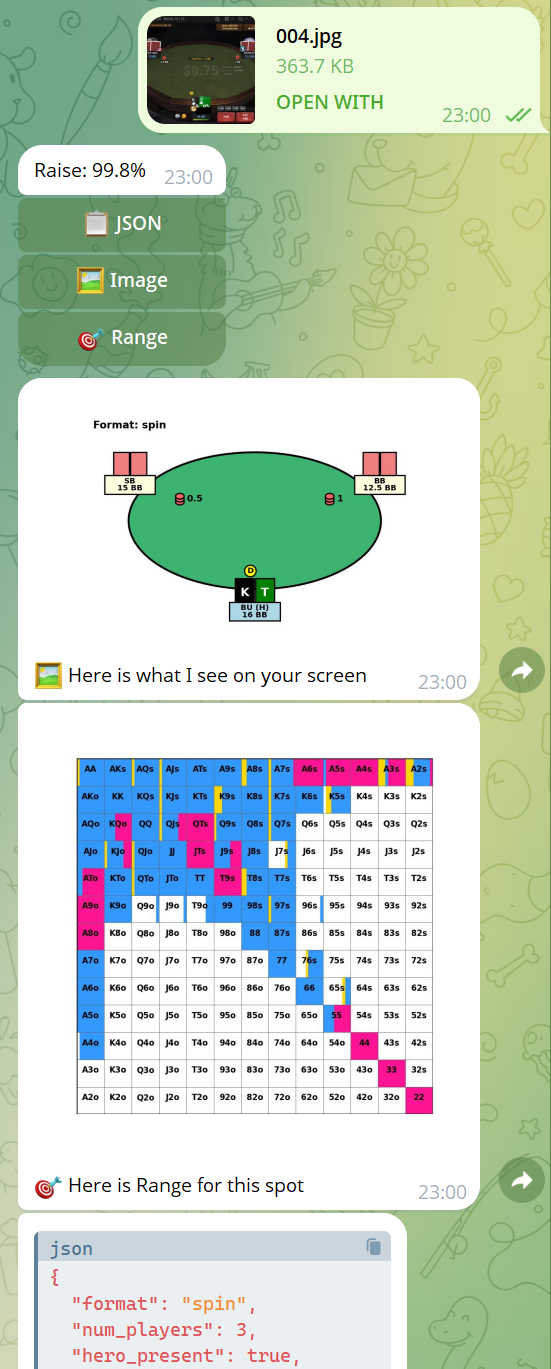 004.jpg
363.7 KB
OPEN WITH
23:00
Raise: 99.8%
23:00
JSON
Image
Range
Format: spin
SB
15 BB
BB
12.5 BB
0.5
1
D
K T
BU (H)
16 BB
Here is what I see on your screen
23:00
AA AKs AQs AJs ATs A9s A8s A7s A6s A5s A4s A3s A2s
AKo KK KQs KJs KTs K9s K8s K7s K6s K5s K4s K3s K2s
AQo KQo QQ QJs QTs Q9s Q8s Q7s Q6s Q5s Q4s Q3s Q2s
AJo KJo QJo JJ JTs J9s J8s J7s J6s J5s J4s J3s J2s
ATo KTo QTo JTo TT T9s T8s T7s T6s T5s T4s T3s T2s
A9o K9o Q9o J9o T9o 99 98s 97s 96s 95s 94s 93s 92s
A8o K8o Q8o J8o T8o 98o 88 87s 86s 85s 84s 83s 82s
A7o K7o Q7o J7o T7o 97o 87o 77 76s 75s 74s 73s 72s
A6o K6o Q6o J6o T6o 96o 86o 76o 66 65s 64s 63s 62s
A5o K5o Q5o J5o T5o 95o 85o 75o 65o 55 54s 53s 52s
A4o K4o Q4o J4o T4o 94o 84o 74o 64o 54o 44 43s 42s
A3o K3o Q3o J3o T3o 93o 83o 73o 63o 53o 43o 33 32s
A2o K2o Q2o J2o T2o 92o 82o 72o 62o 52o 42o 32o 22
Here is Range for this spot
23:00
json
{
"format": "spin",
"num_players": 3,
"hero_present": true,